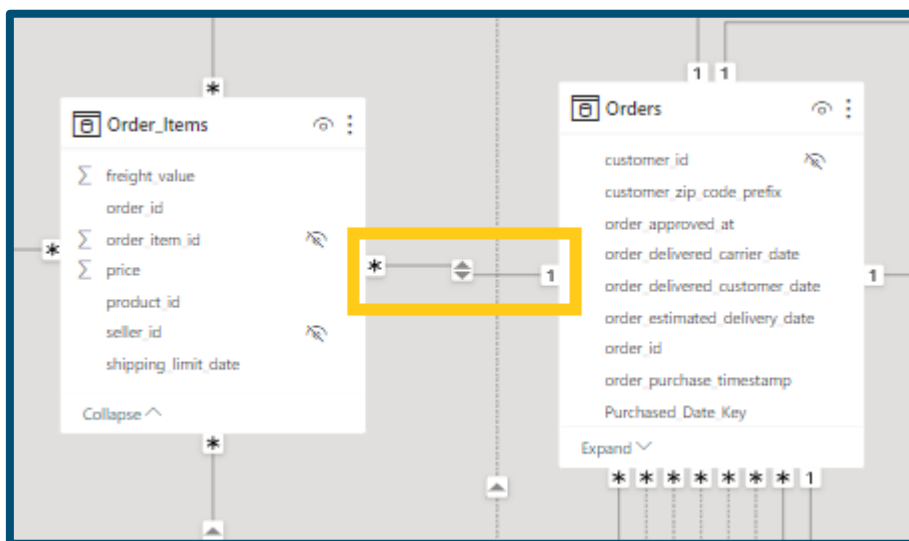 1 1
*
Order_Items
Orders
freight_value
order_id
order_item_id
price
product_id
seller_id
shipping_limit_date
Collapse
*
*
*
1
customer_id
customer_zip_code_prefix
order_approved_at
order_delivered_carrier_date
order_delivered_customer_date
order_estimated_delivery_date
order_id
order_purchase_timestamp
Purchased_Date_Key
Expand
1
* * * * * * * 1